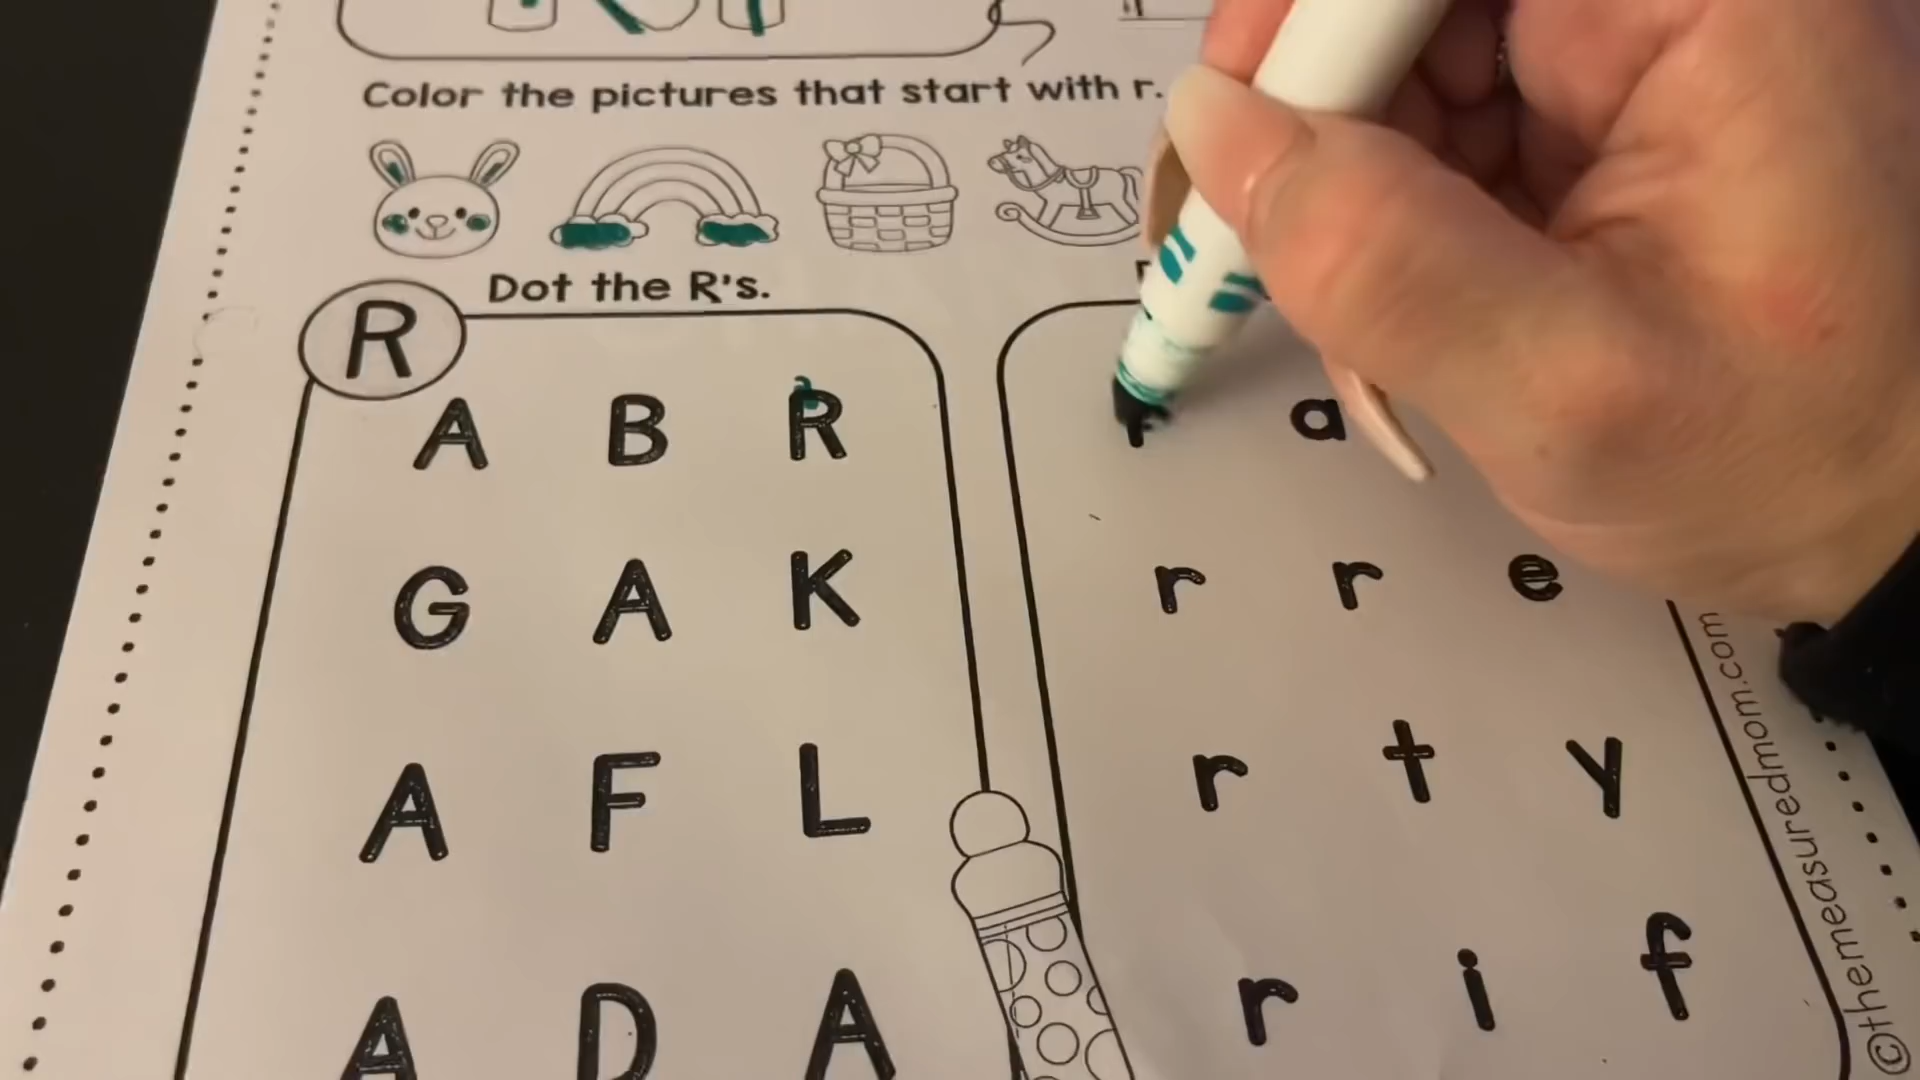 Color the pictures that start with r.
Dot the R's.
R
A B R
G A K
A F L
A D A
r a
r r e
r t y
r i f
©themeasuredmom.com